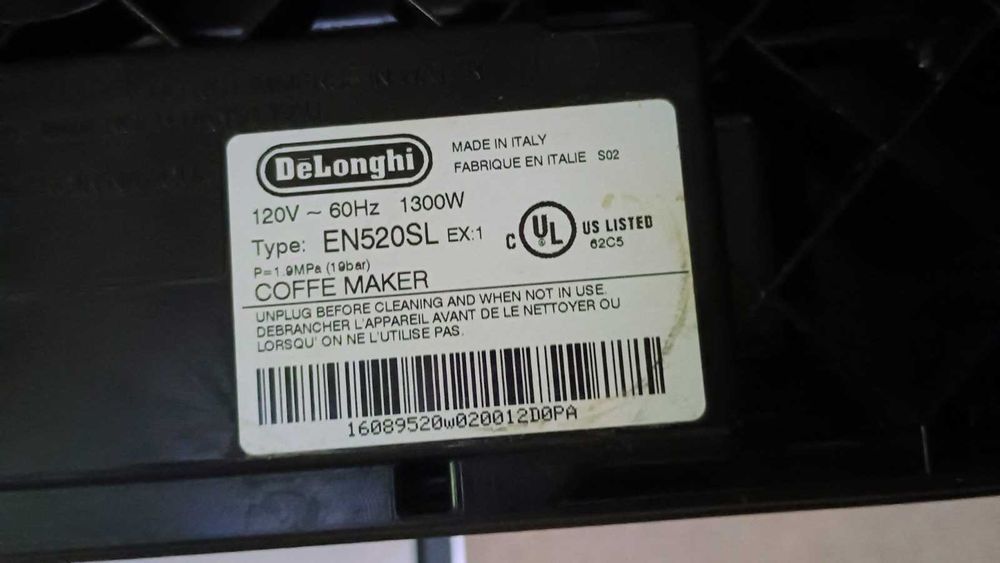 DēLonghi
MADE IN ITALY
FABRIQUE EN ITALIE S02
120V ~ 60Hz 1300W
Type: EN520SL EX:1
P=1.9MPa (19bar)
C UL US LISTED
62C5
COFFE MAKER
UNPLUG BEFORE CLEANING AND WHEN NOT IN USE.
DEBRANCHER L'APPAREIL AVANT DE LE NETTOYER OU
LORSQU' ON NE L'UTILISE PAS.
16089520w020012D0PA